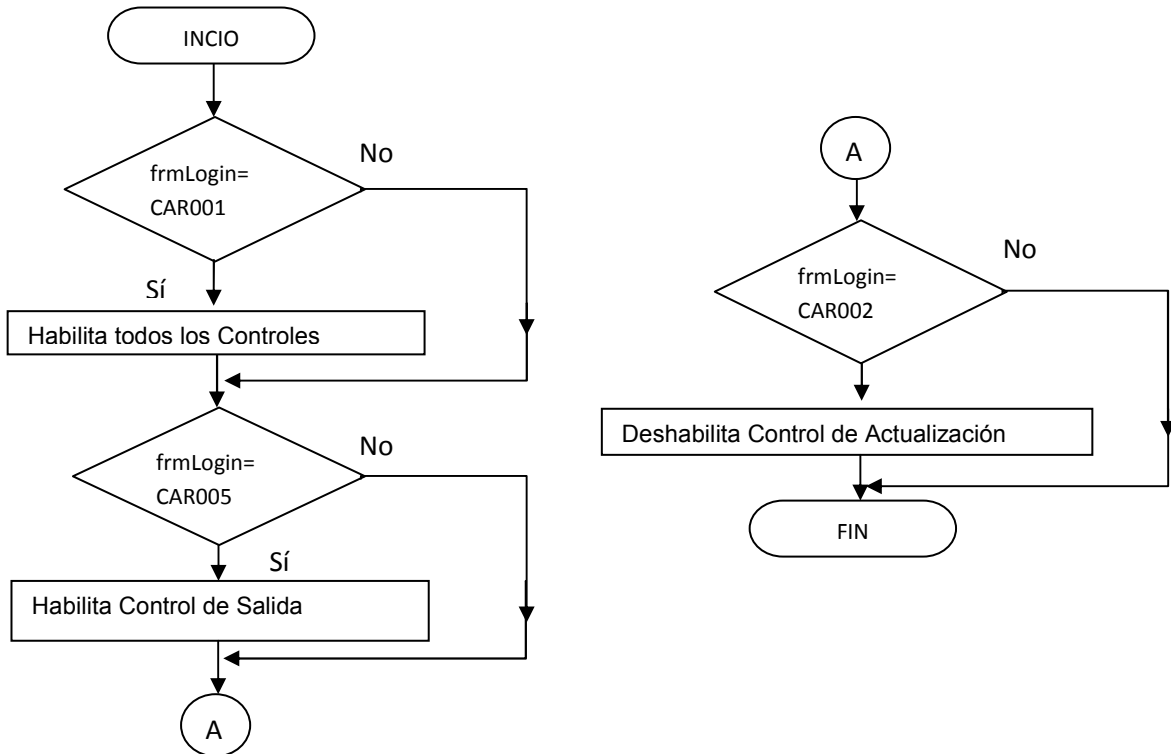 INCIO
No
frmLogin=
CAR001
Sí
Habilita todos los Controles
No
frmLogin=
CAR005
Sí
Habilita Control de Salida
A
A
No
frmLogin=
CAR002
Deshabilita Control de Actualización
FIN